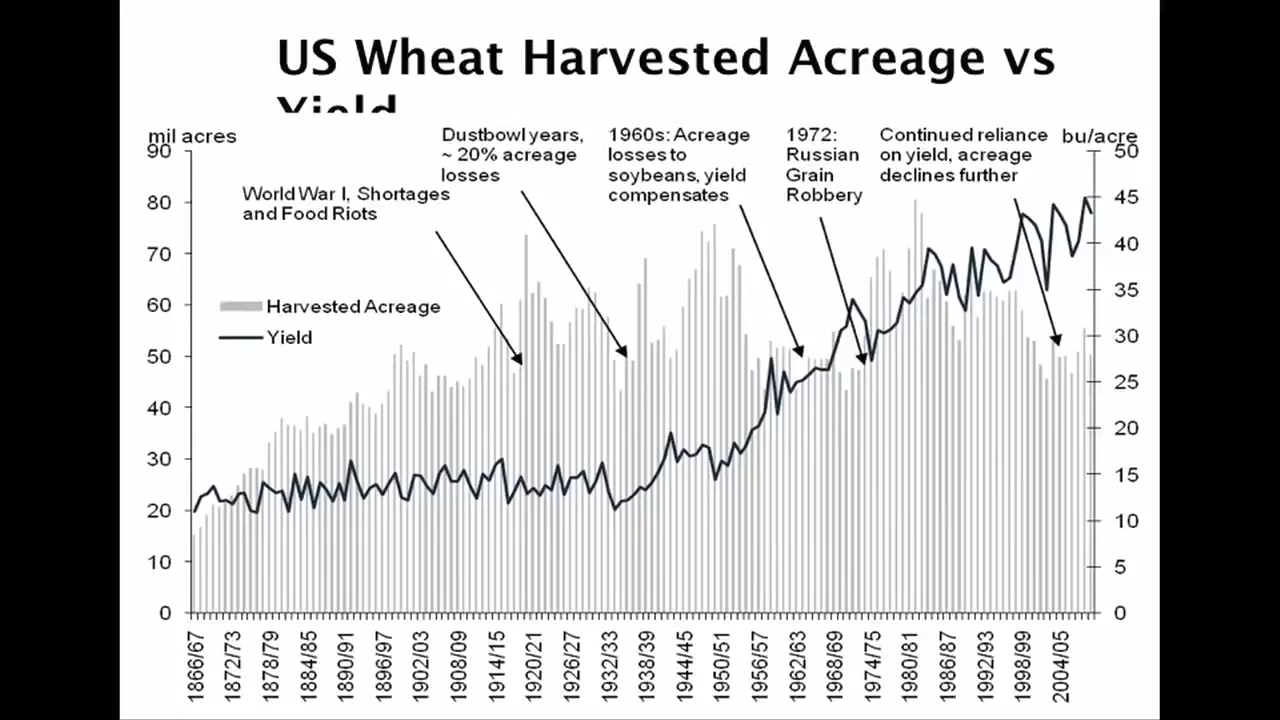 US Wheat Harvested Acreage vs
Yield
mil acres
bu/acre
World War I, Shortages
and Food Riots
Dustbowl years,
~ 20% acreage
losses
1960s: Acreage
losses to
soybeans, yield
compensates
1972:
Russian
Grain
Robbery
Continued reliance
on yield, acreage
declines further
Harvested Acreage
Yield
90
80
70
60
50
40
30
20
10
0
50
45
40
35
30
25
20
15
10
5
0
1866/67
1872/73
1878/79
1884/85
1890/91
1896/97
1902/03
1908/09
1914/15
1920/21
1926/27
1932/33
1938/39
1944/45
1950/51
1956/57
1962/63
1968/69
1974/75
1980/81
1986/87
1992/93
1998/99
2004/05